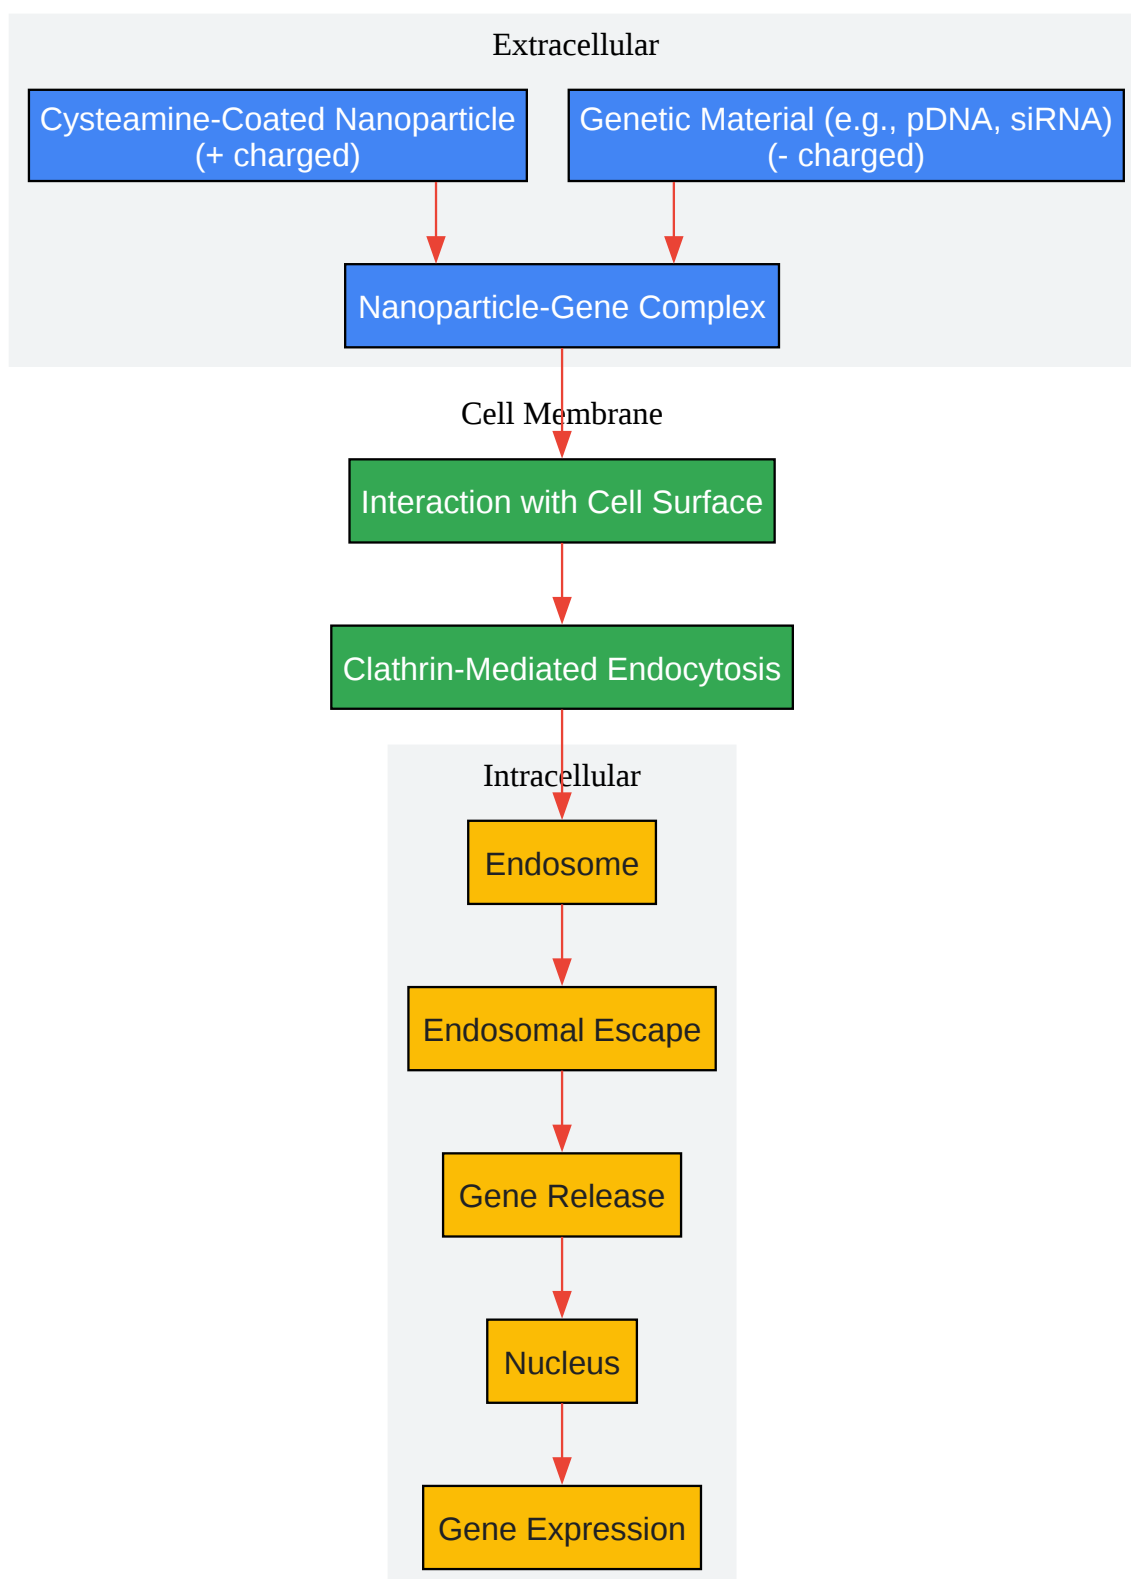 Extracellular
Cysteamine-Coated Nanoparticle
(+ charged)
Genetic Material (e.g., pDNA, siRNA)
(- charged)
Nanoparticle-Gene Complex
Cell Membrane
Interaction with Cell Surface
Clathrin-Mediated Endocytosis
Intracellular
Endosome
Endosomal Escape
Gene Release
Nucleus
Gene Expression